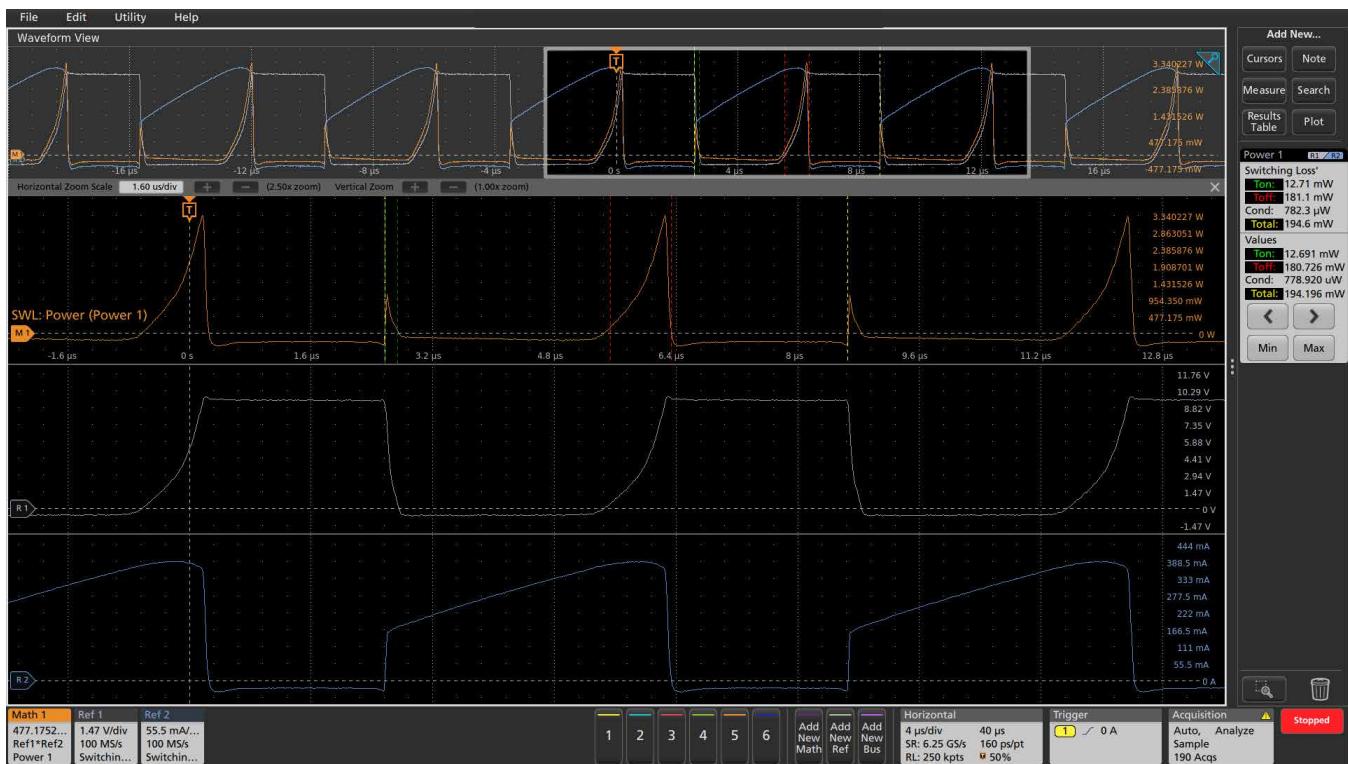 File Edit Utility Help
Waveform View
Add New...
Cursors Note
Measure Search
Results Table Plot
T
3.340227 W
2.385876 W
1.431526 W
477.175 mW
-477.175 mW
M
-16 µs -12 µs -8 µs -4 µs 0 s 4 µs 8 µs 12 µs 16 µs
Horizontal Zoom Scale 1.60 us/div + − (2.50x zoom) Vertical Zoom + − (1.00x zoom)
T
3.340227 W
2.863051 W
2.385876 W
1.908701 W
1.431526 W
954.350 mW
477.175 mW
0 W
SWL: Power (Power 1)
M 1
-1.6 µs 0 s 1.6 µs 3.2 µs 4.8 µs 6.4 µs 8 µs 9.6 µs 11.2 µs 12.8 µs
11.76 V
10.29 V
8.82 V
7.35 V
5.88 V
4.41 V
2.94 V
1.47 V
0 V
-1.47 V
R 1
444 mA
388.5 mA
333 mA
277.5 mA
222 mA
166.5 mA
111 mA
55.5 mA
0 A
R 2
Power 1 R1 R2
Switching Loss'
Ton: 12.71 mW
Toff: 181.1 mW
Cond: 782.3 µW
Total: 194.6 mW
Values
Ton: 12.691 mW
Toff: 180.726 mW
Cond: 778.920 uW
Total: 194.196 mW
Min Max
Math 1
477.1752...
Ref1*Ref2
Power 1
Ref 1
1.47 V/div
100 MS/s
Switchin...
Ref 2
55.5 mA/...
100 MS/s
Switchin...
1 2 3 4 5 6
Add New Math
Add New Ref
Add New Bus
Horizontal
4 µs/div 40 µs
SR: 6.25 GS/s 160 ps/pt
RL: 250 kpts 50%
Trigger
1 0 A
Acquisition
Auto, Analyze
Sample
190 Acqs
Stopped